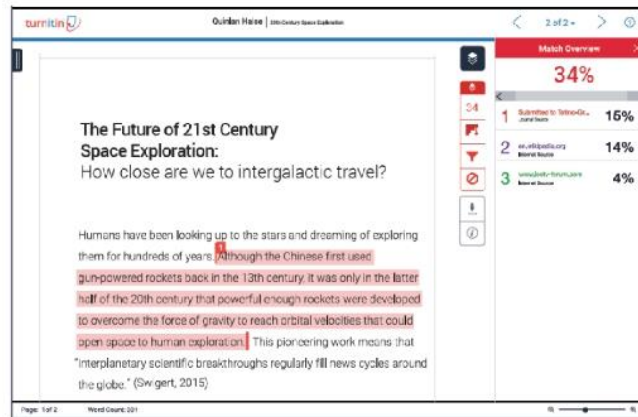 turnitin
Quinlan Haise
2 of 2
Match Overview
34%
34
1 Submitted to 15%
2 en.wikipedia.org 14%
Internet Source
3 4%
Internet Source
The Future of 21st Century
Space Exploration:
How close are we to intergalactic travel?
Humans have been looking up to the stars and dreaming of exploring
1
them for hundreds of years. Although the Chinese first used
gun-powered rockets back in the 13th century, it was only in the latter
half of the 20th century that powerful enough rockets were developed
to overcome the force of gravity to reach orbital velocities that could
open space to human exploration. This pioneering work means that
"interplanetary scientific breakthroughs regularly fill news cycles around
the globe." (Swigert, 2015)
Page: 1 of 2 Word Count: